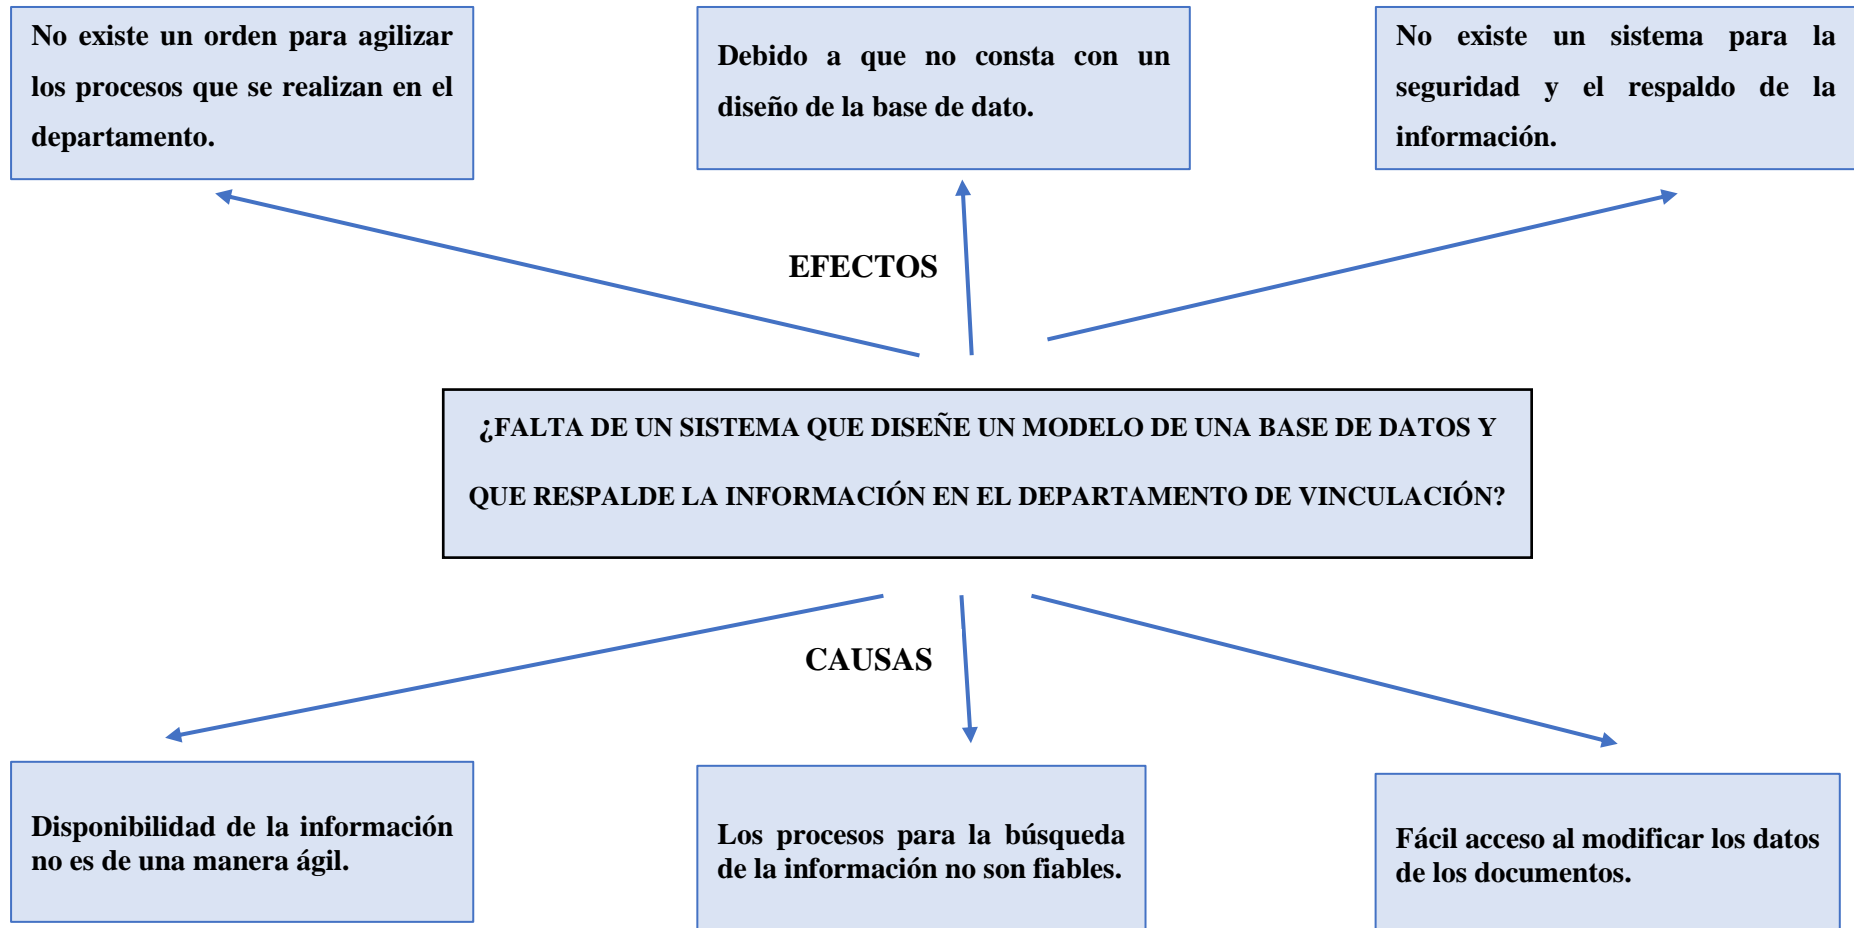 No existe un orden para agilizar
los procesos que se realizan en el
departamento.
Debido a que no consta con un
diseño de la base de dato.
No existe un sistema para la
seguridad y el respaldo de la
información.
EFECTOS
¿FALTA DE UN SISTEMA QUE DISEÑE UN MODELO DE UNA BASE DE DATOS Y
QUE RESPALDE LA INFORMACIÓN EN EL DEPARTAMENTO DE VINCULACIÓN?
CAUSAS
Disponibilidad de la información
no es de una manera ágil.
Los procesos para la búsqueda
de la información no son fiables.
Fácil acceso al modificar los datos
de los documentos.